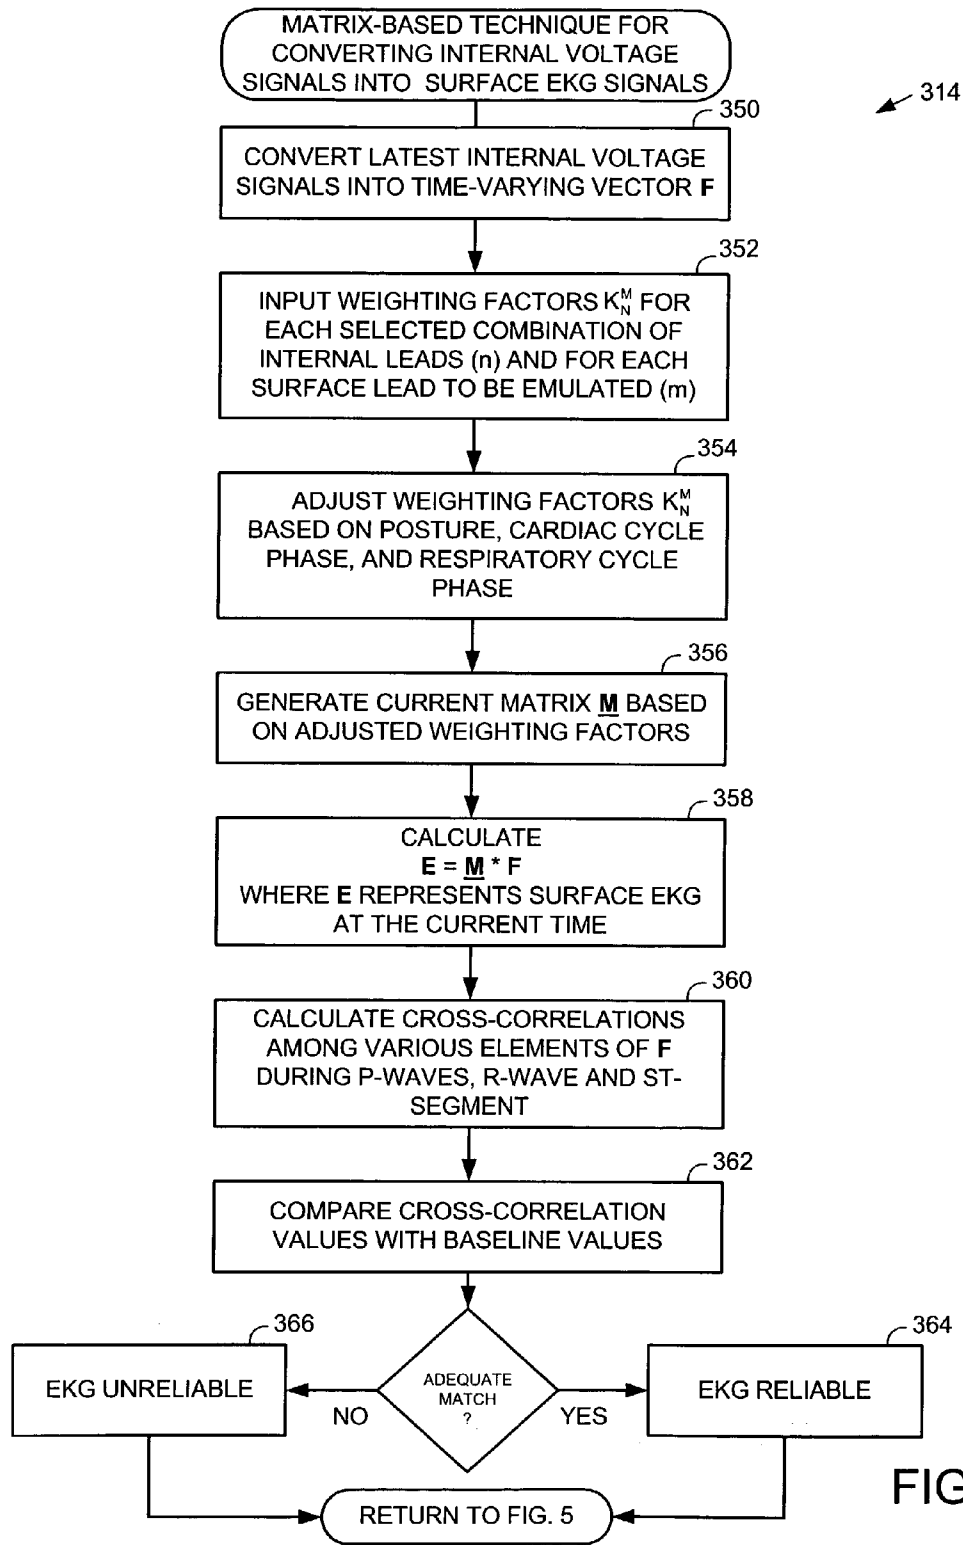 MATRIX-BASED TECHNIQUE FOR
CONVERTING INTERNAL VOLTAGE
SIGNALS INTO SURFACE EKG SIGNALS
314
350
CONVERT LATEST INTERNAL VOLTAGE
SIGNALS INTO TIME-VARYING VECTOR F
352
INPUT WEIGHTING FACTORS K_N^M FOR
EACH SELECTED COMBINATION OF
INTERNAL LEADS (n) AND FOR EACH
SURFACE LEAD TO BE EMULATED (m)
354
ADJUST WEIGHTING FACTORS K_N^M
BASED ON POSTURE, CARDIAC CYCLE
PHASE, AND RESPIRATORY CYCLE
PHASE
356
GENERATE CURRENT MATRIX M BASED
ON ADJUSTED WEIGHTING FACTORS
358
CALCULATE
E = M * F
WHERE E REPRESENTS SURFACE EKG
AT THE CURRENT TIME
360
CALCULATE CROSS-CORRELATIONS
AMONG VARIOUS ELEMENTS OF F
DURING P-WAVES, R-WAVE AND ST-
SEGMENT
362
COMPARE CROSS-CORRELATION
VALUES WITH BASELINE VALUES
366
EKG UNRELIABLE
NO
ADEQUATE
MATCH
?
YES
364
EKG RELIABLE
RETURN TO FIG. 5
FIG